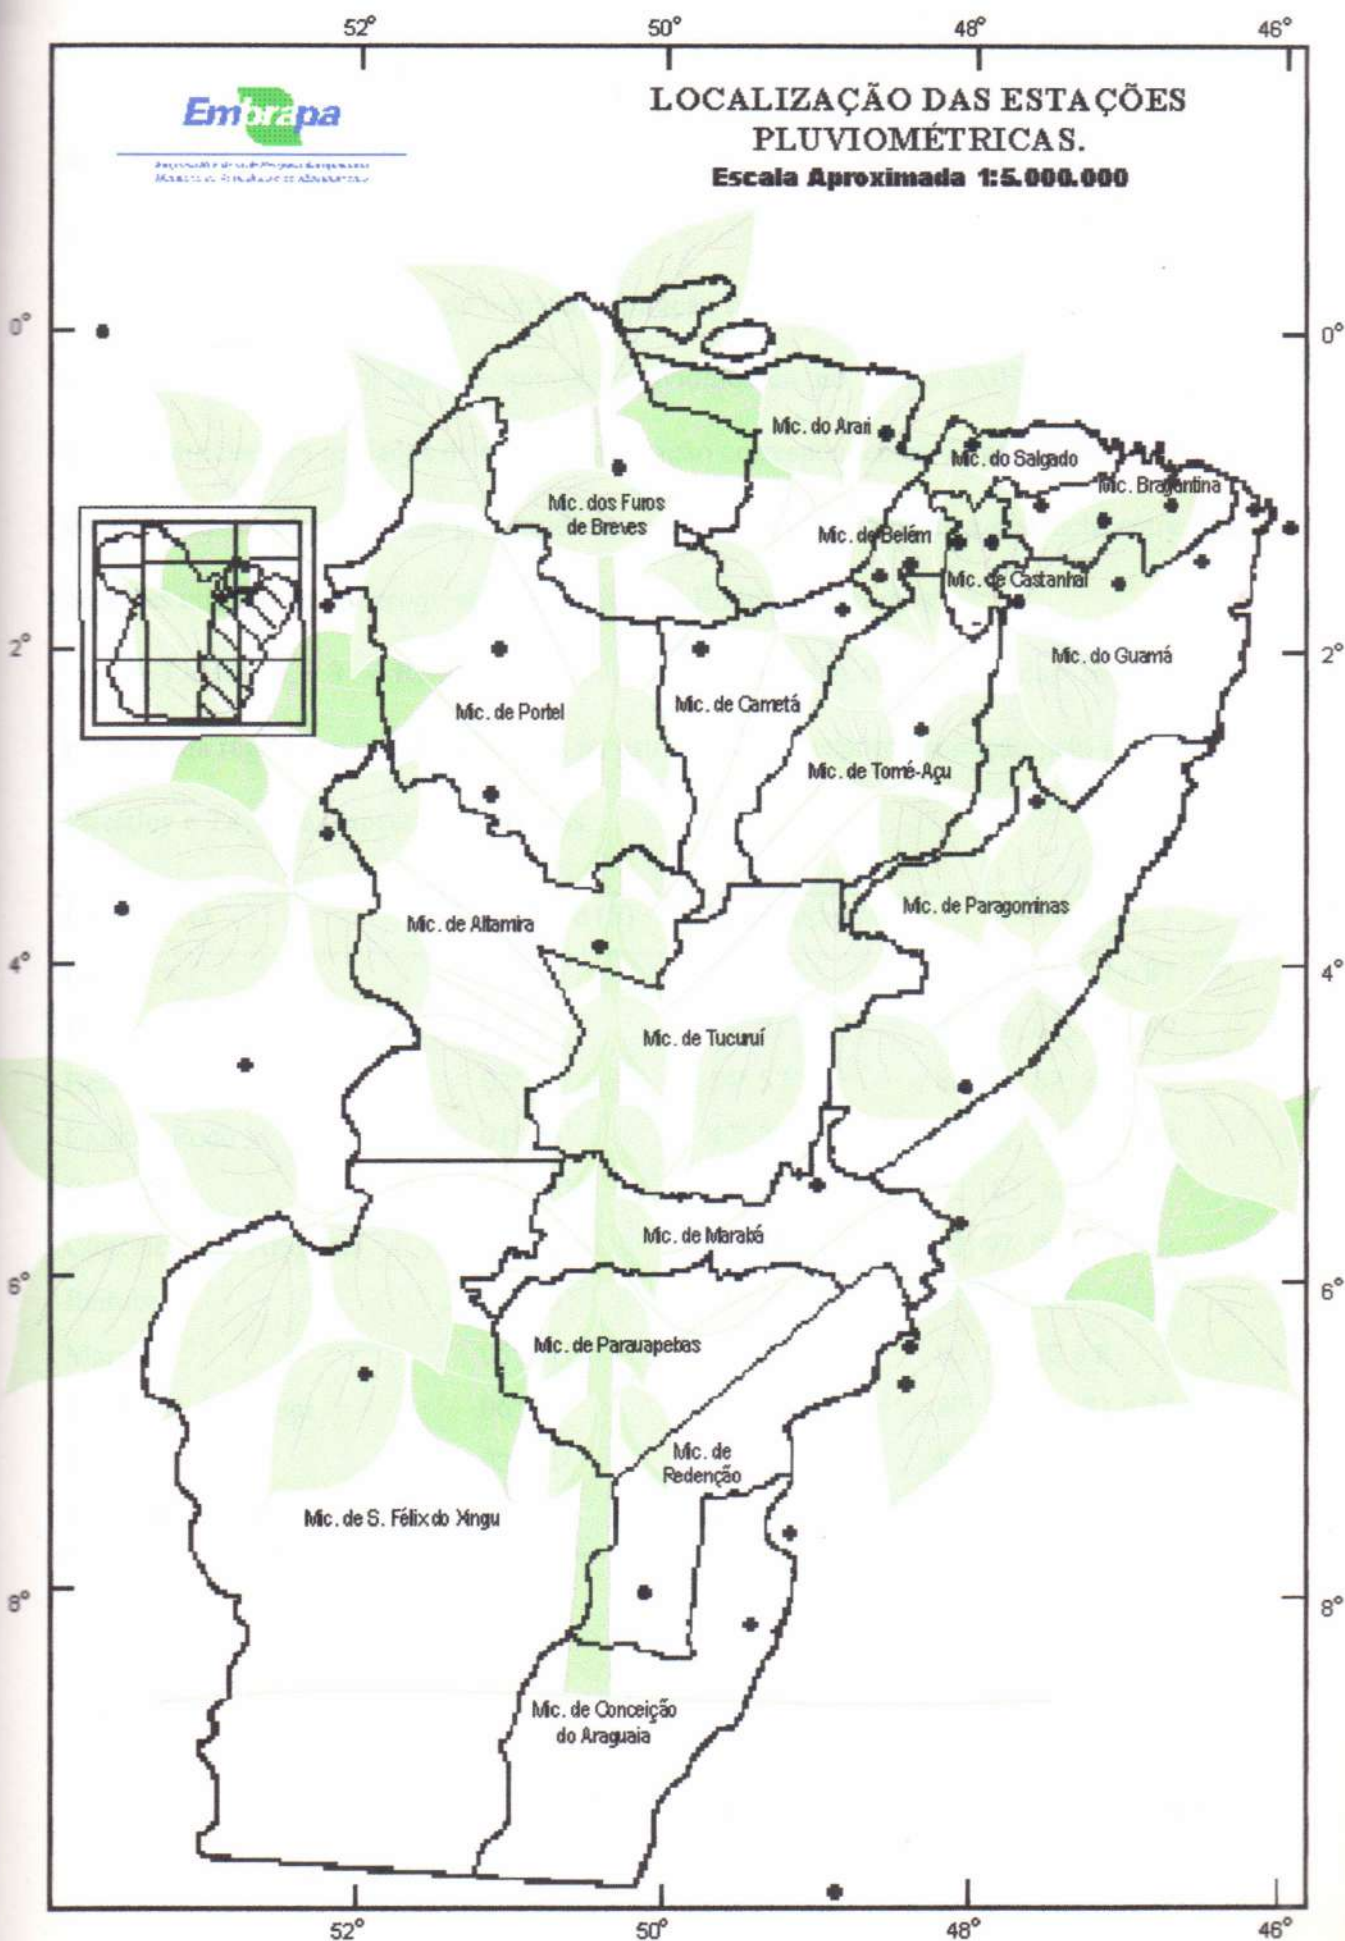 52°
50°
48°
46°
Embrapa
LOCALIZAÇÃO DAS ESTAÇÕES
PLUVIOMÉTRICAS.
Escala Aproximada 1:5.000.000
0°
0°
Mic. do Arari
Mic. do Salgado
Mic. Bragantina
Mic. dos Furos
de Breves
Mic. de Belém
Mic. de Castanhal
2°
2°
Mic. do Guamá
Mic. de Portel
Mic. de Cametá
Mic. de Tomé-Açu
Mic. de Paragominas
Mic. de Altamira
4°
4°
Mic. de Tucuruí
Mic. de Marabá
6°
6°
Mic. de Parauapebas
Mic. de
Redenção
Mic. de S. Félix do Xingu
8°
8°
Mic. de Conceição
do Araguaia
52°
50°
48°
46°